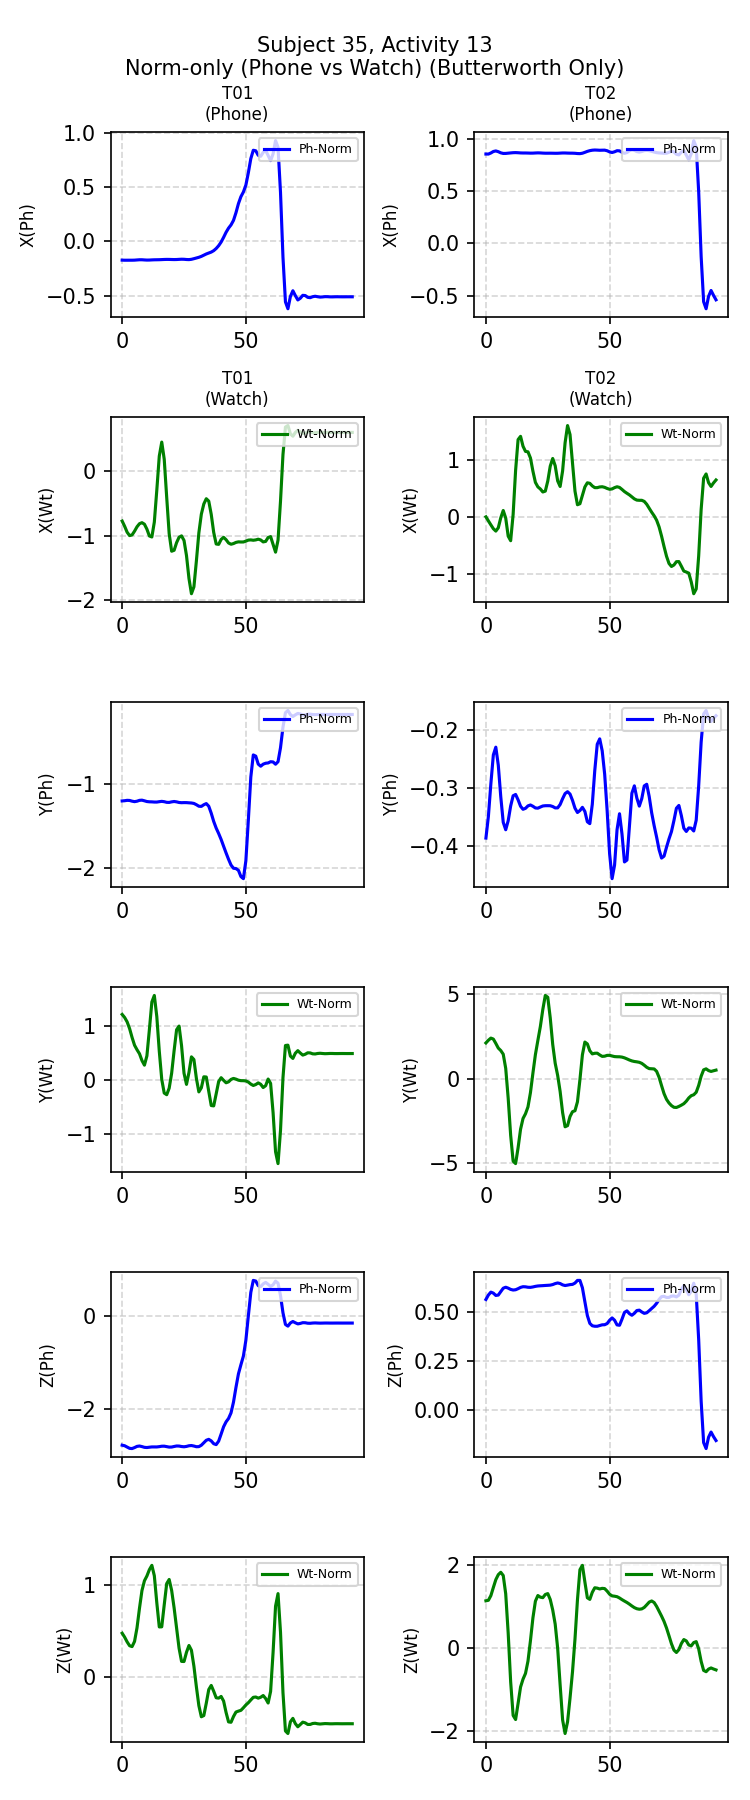 Subject 35, Activity 13
Norm-only (Phone vs Watch) (Butterworth Only)
T01
(Phone)
T02
(Phone)
X(Ph)
1.0
0.5
0.0
−0.5
0
50
Ph-Norm
X(Ph)
1.0
0.5
0.0
−0.5
0
50
Ph-Norm
T01
(Watch)
T02
(Watch)
X(Wt)
0
−1
−2
0
50
Wt-Norm
X(Wt)
1
0
−1
0
50
Wt-Norm
Y(Ph)
−1
−2
0
50
Ph-Norm
Y(Ph)
−0.2
−0.3
−0.4
0
50
Ph-Norm
Y(Wt)
1
0
−1
0
50
Wt-Norm
Y(Wt)
5
0
−5
0
50
Wt-Norm
Z(Ph)
0
−2
0
50
Ph-Norm
Z(Ph)
0.50
0.25
0.00
0
50
Ph-Norm
Z(Wt)
1
0
0
50
Wt-Norm
Z(Wt)
2
0
−2
0
50
Wt-Norm